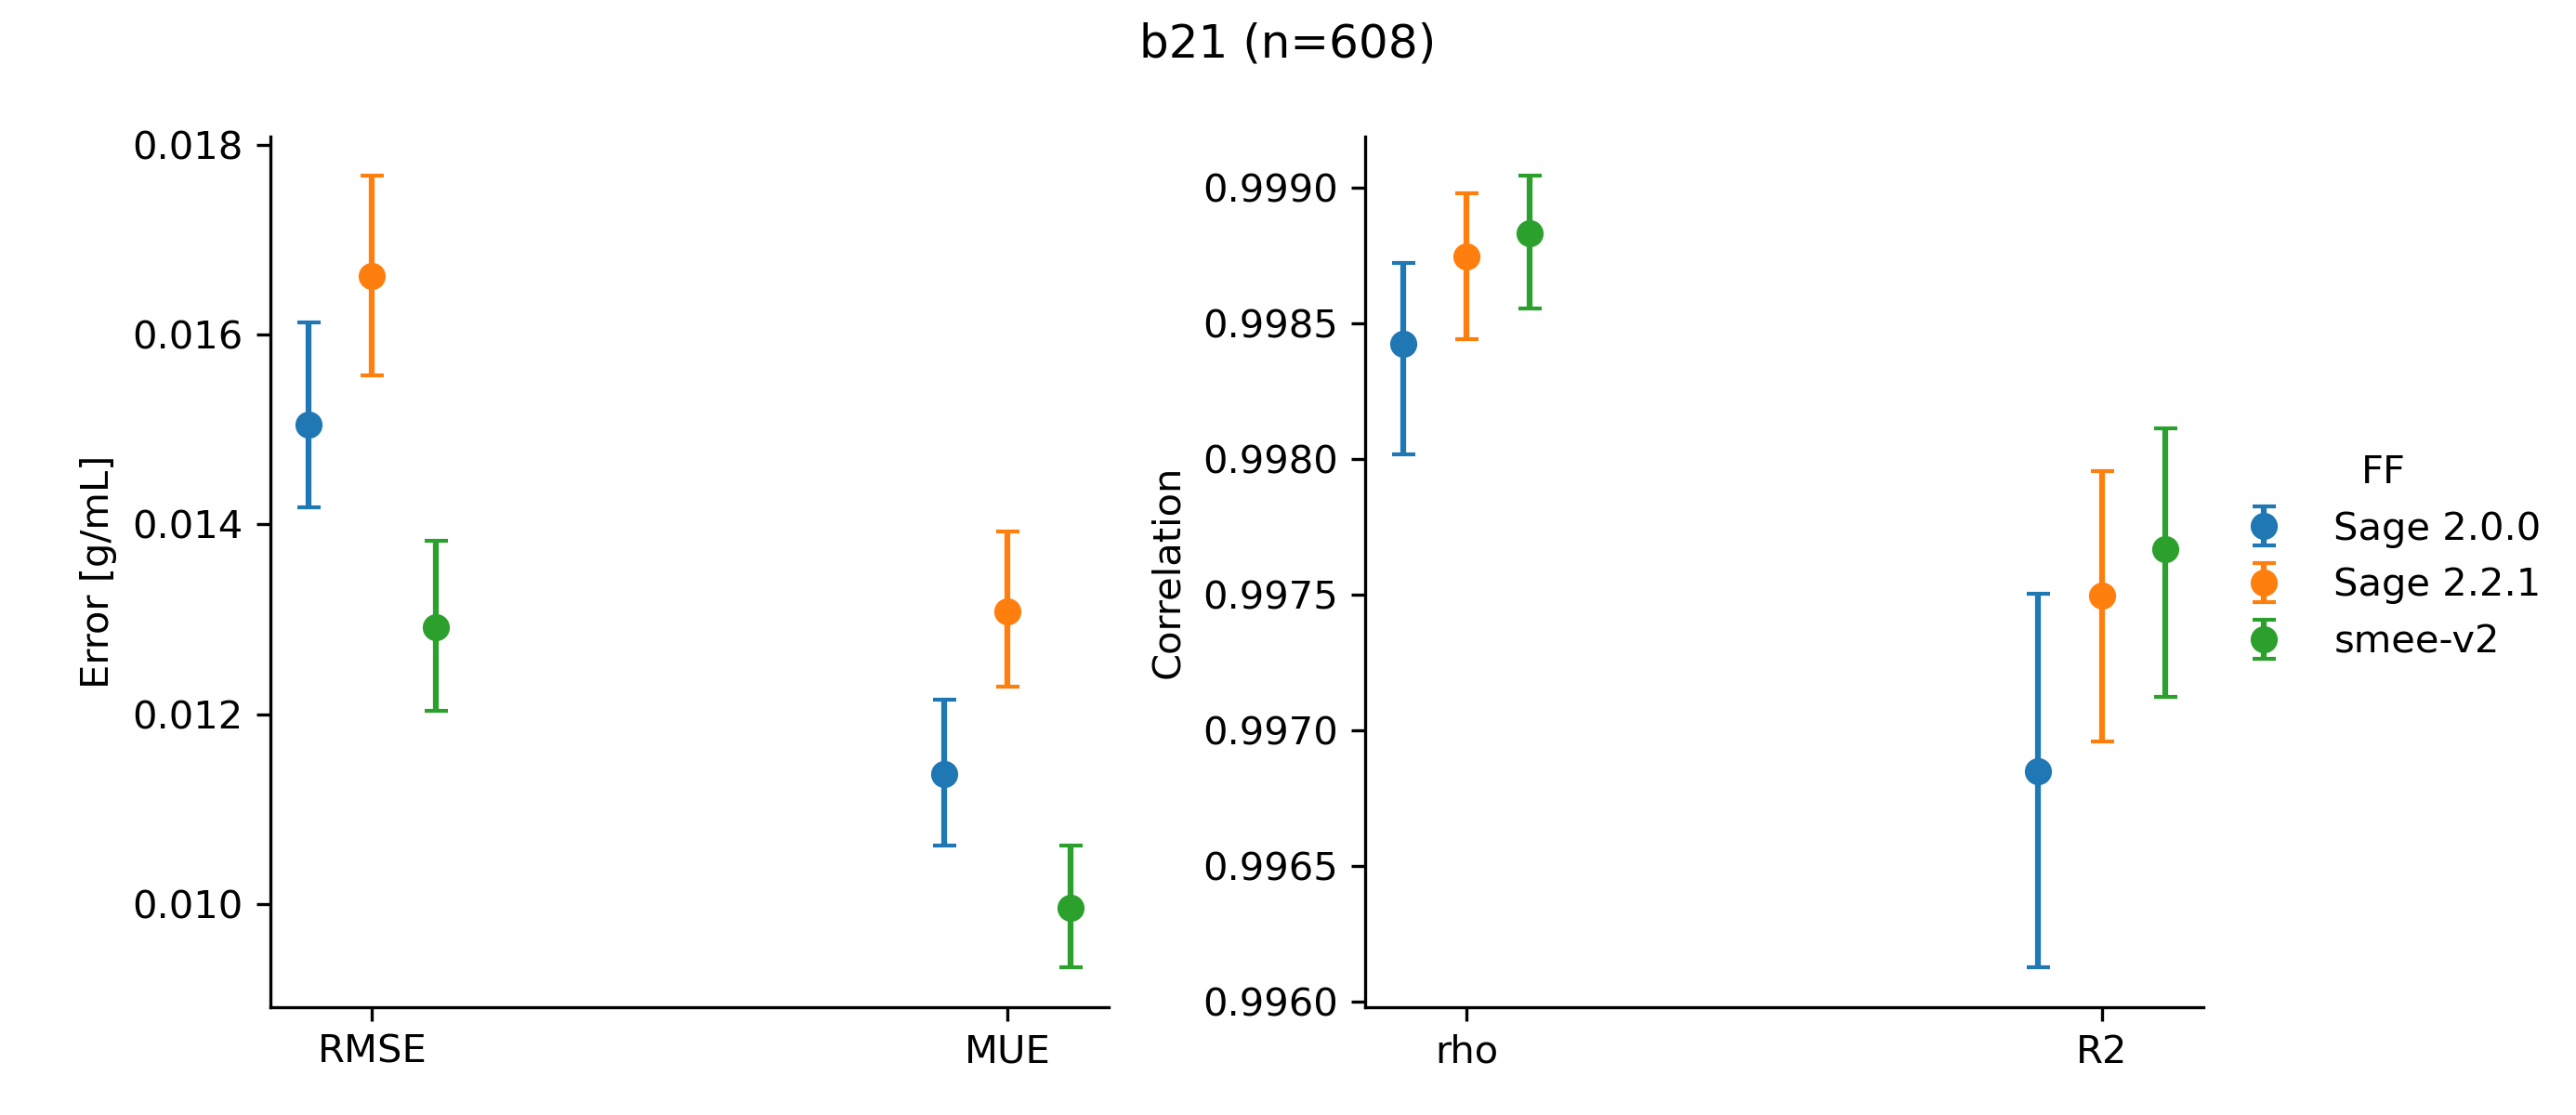 b21 (n=608)
Error [g/mL]
0.018
0.016
0.014
0.012
0.010
RMSE
MUE
Correlation
0.9990
0.9985
0.9980
0.9975
0.9970
0.9965
0.9960
rho
R2
FF
Sage 2.0.0
Sage 2.2.1
smee-v2